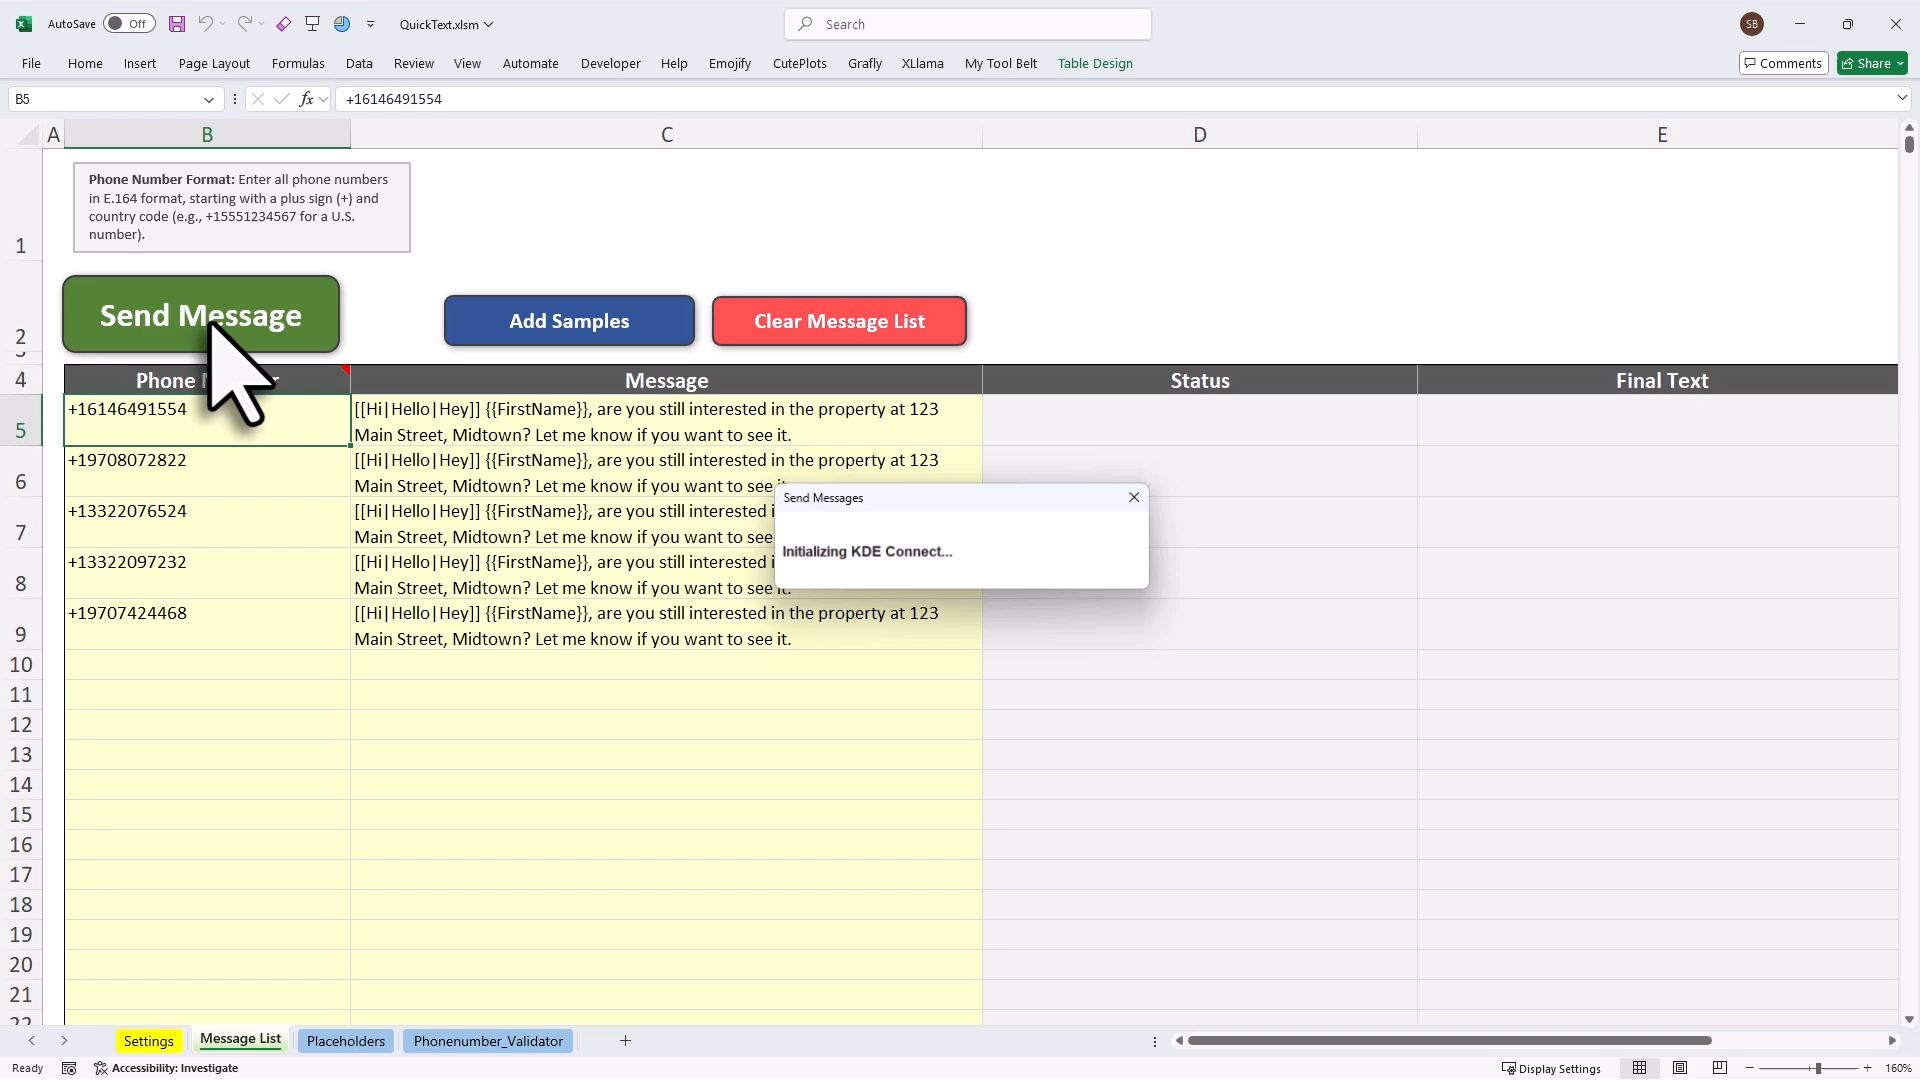 AutoSave Off QuickText.xlsm Search SB
File Home Insert Page Layout Formulas Data Review View Automate Developer Help Emojify CutePlots Grafly XLlama My Tool Belt Table Design Comments Share
B5 fx +16146491554
A B C D E
Phone Number Format: Enter all phone numbers
in E.164 format, starting with a plus sign (+) and
country code (e.g., +15551234567 for a U.S.
number).
1
Send Message Add Samples Clear Message List
2
4 Phone Message Status Final Text
+16146491554 [[Hi|Hello|Hey]] {{FirstName}}, are you still interested in the property at 123
5 Main Street, Midtown? Let me know if you want to see it.
+19708072822 [[Hi|Hello|Hey]] {{FirstName}}, are you still interested in the property at 123
6 Main Street, Midtown? Let me know if you want to see
Send Messages
+13322076524 [[Hi|Hello|Hey]] {{FirstName}}, are you still interested
7 Main Street, Midtown? Let me know if you want to see
Initializing KDE Connect...
+13322097232 [[Hi|Hello|Hey]] {{FirstName}}, are you still interested
8 Main Street, Midtown? Let me know if you want to see it.
+19707424468 [[Hi|Hello|Hey]] {{FirstName}}, are you still interested in the property at 123
9 Main Street, Midtown? Let me know if you want to see it.
10
11
12
13
14
15
16
17
18
19
20
21
22
Settings Message List Placeholders Phonenumber_Validator
Ready Accessibility: Investigate Display Settings 160%